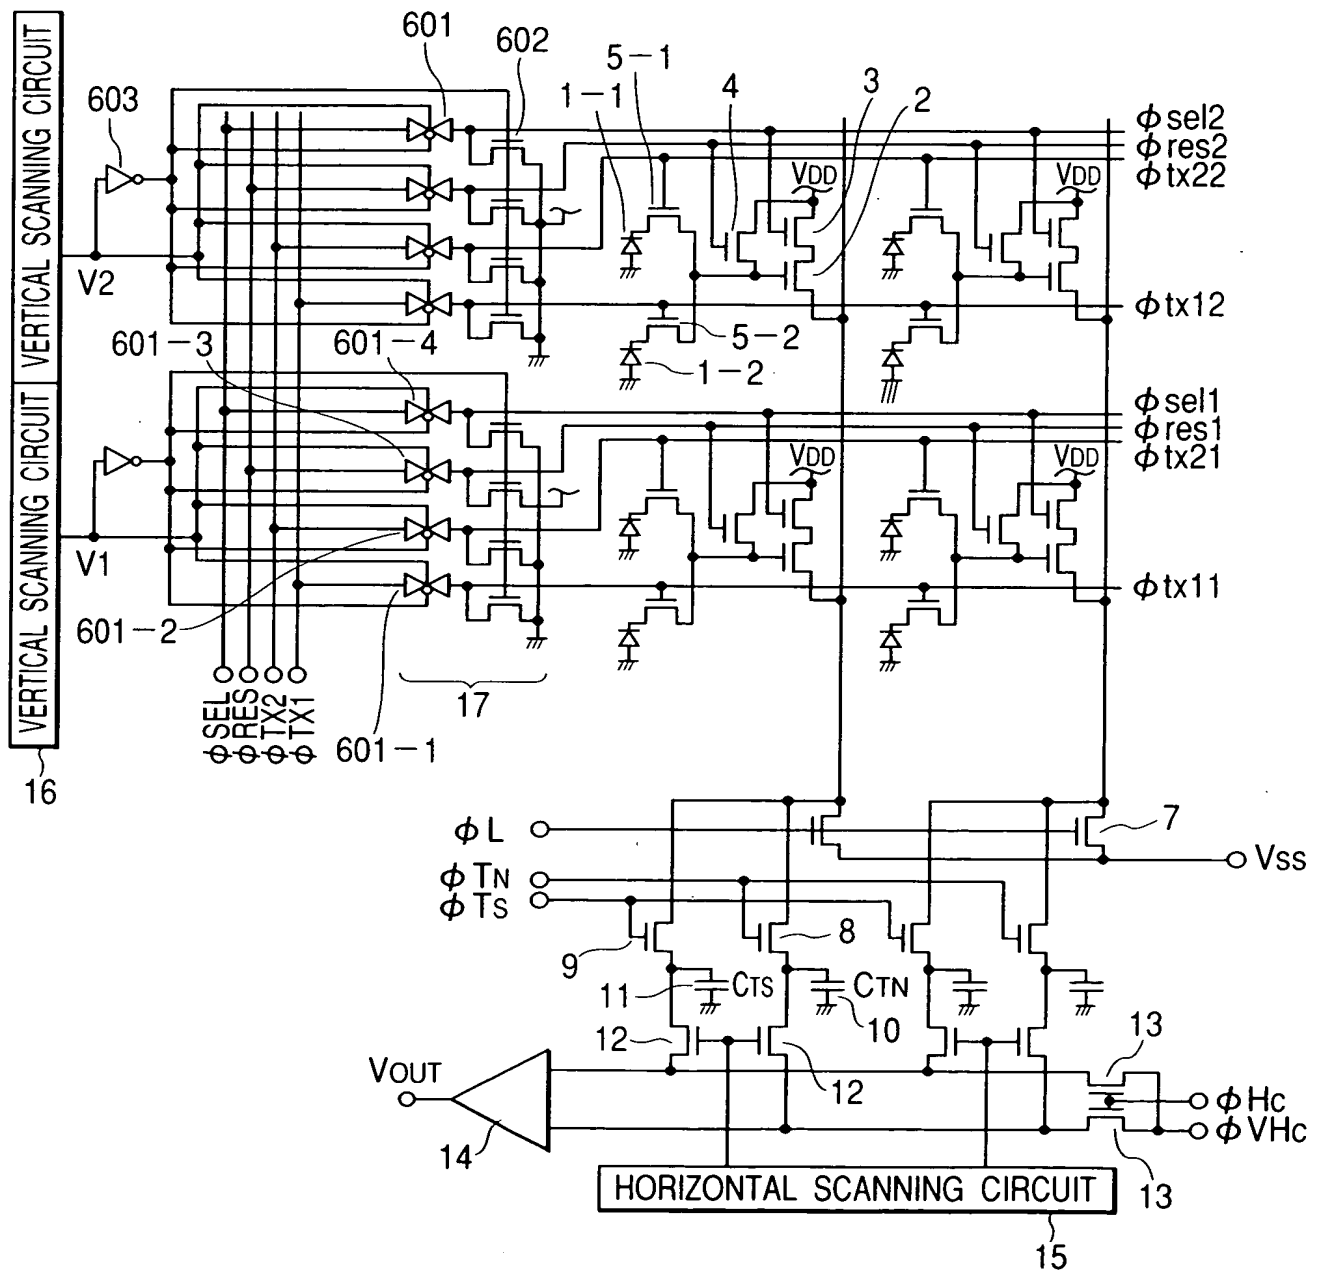 VERTICAL SCANNING CIRCUIT
VERTICAL SCANNING CIRCUIT
16
603
601
602
5-1
1-1
4
3
2
ϕsel2
ϕres2
ϕtx22
VDD
VDD
V2
ϕtx12
5-2
1-2
601-3
601-4
ϕsel1
ϕres1
ϕtx21
VDD
VDD
V1
ϕtx11
601-2
17
601-1
ϕSEL
ϕRES
ϕTX2
ϕTX1
ϕL
7
VSS
ϕTN
ϕTS
9
8
11
CTS
CTN
10
12
12
13
VOUT
14
ϕHC
ϕVHC
13
HORIZONTAL SCANNING CIRCUIT
15